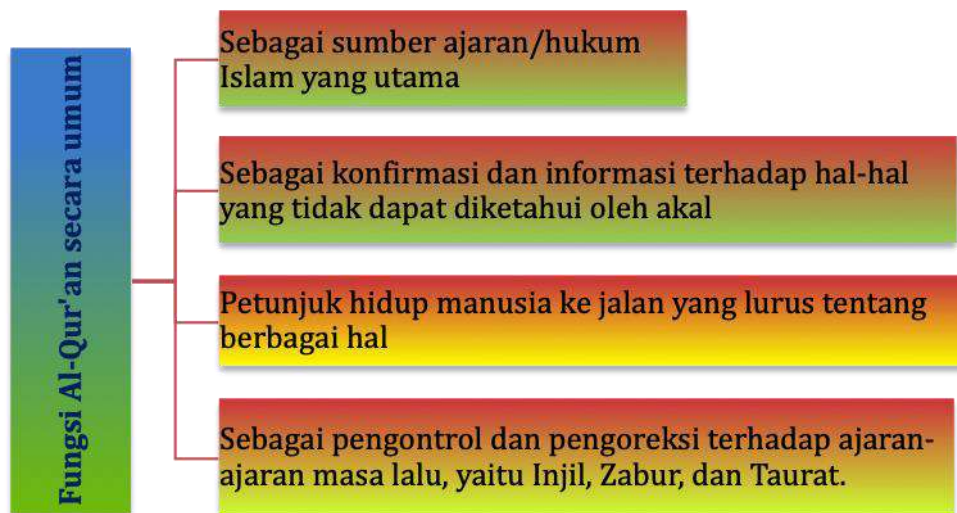 Fungsi Al-Qur'an secara umum
Sebagai sumber ajaran/hukum
Islam yang utama
Sebagai konfirmasi dan informasi terhadap hal-hal
yang tidak dapat diketahui oleh akal
Petunjuk hidup manusia ke jalan yang lurus tentang
berbagai hal
Sebagai pengontrol dan pengoreksi terhadap ajaran-
ajaran masa lalu, yaitu Injil, Zabur, dan Taurat.